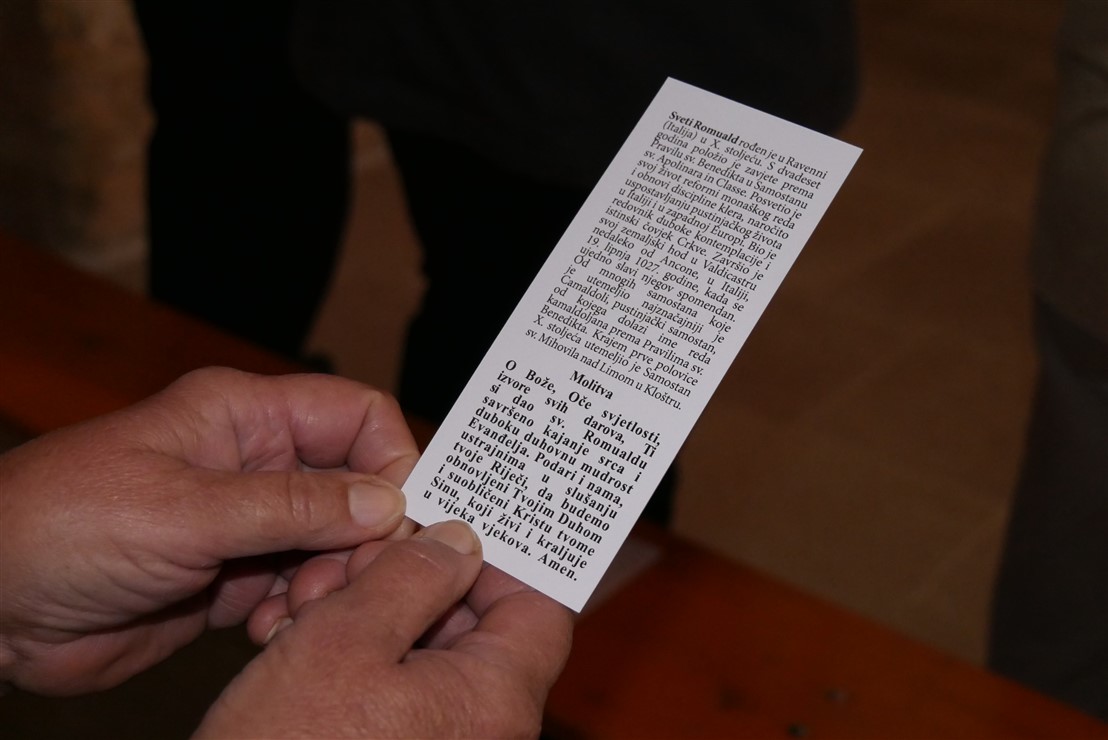 Sveti Romuald rođen je u Ravenni
(Italija) u X. stoljeću. S dvadeset
godina položio je zavjete prema
Pravilu sv. Benedikta u Samostanu
sv. Apolinara in Classe. Posvetio je
svoj život reformi monaškog reda
i obnovi discipline klera, naročito
uspostavljanju pustinjačkog života
u Italiji i u zapadnoj Europi. Bio je
redovnik duboke kontemplacije i
istinski čovjek Crkve. Završio je
svoj zemaljski hod u Valdicastru
nedaleko od Ancone, u Italiji,
19. lipnja 1027. godine, kada se
ujedno slavi njegov spomendan.
Od mnogih samostana koje
je utemeljio najznačajniji je
Camaldoli, pustinjački samostan,
od kojega dolazi ime reda
kamaldoljana prema Pravilima sv.
Benedikta. Krajem prve polovice
X. stoljeća utemeljio je Samostan
sv. Mihovila nad Limom u Kloštru.
Molitva
O Bože, Oče svjetlosti,
izvore svih darova, Ti
si dao sv. Romualdu
savršeno kajanje srca i
duboku duhovnu mudrost
Evanđelja. Podari i nama,
ustrajnima u slušanju
tvoje Riječi, da budemo
obnovljeni Tvojim Duhom
i suobličeni Kristu tvome
Sinu, koji živi i kraljuje
u vijeka vjekova. Amen.